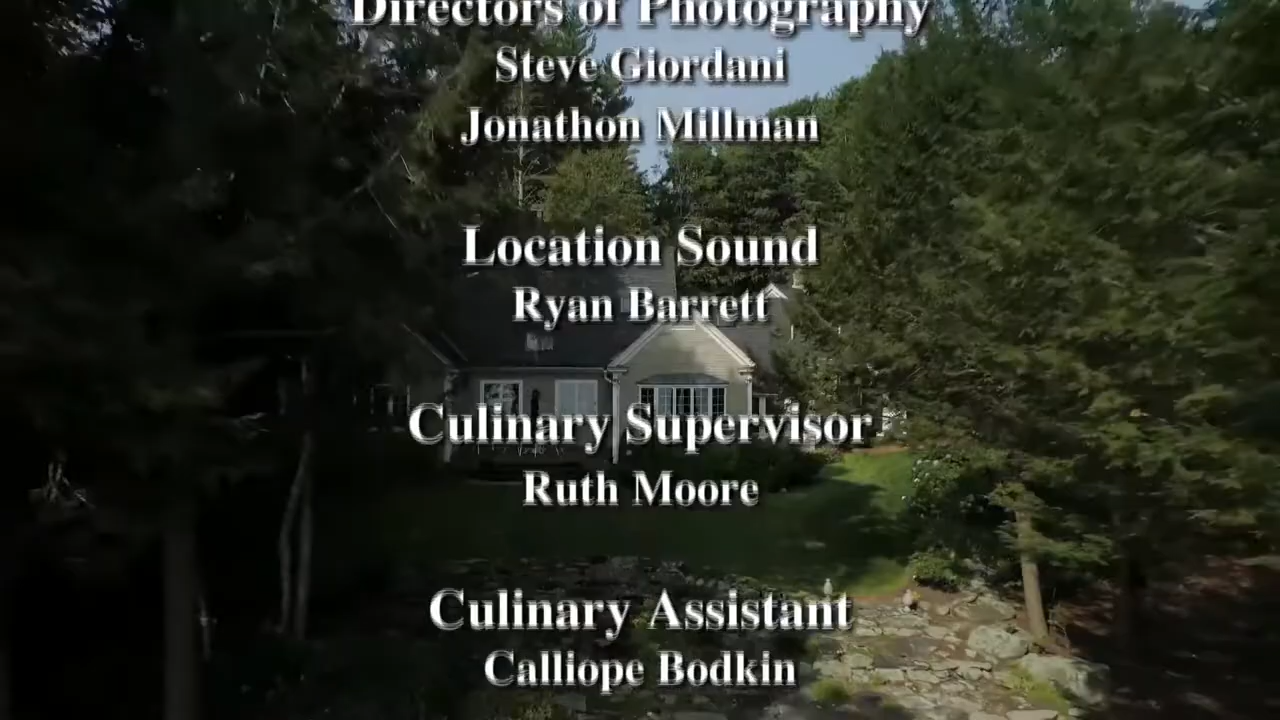 Directors of Photography
Steve Giordani
Jonathon Millman
Location Sound
Ryan Barrett
Culinary Supervisor
Ruth Moore
Culinary Assistant
Calliope Bodkin